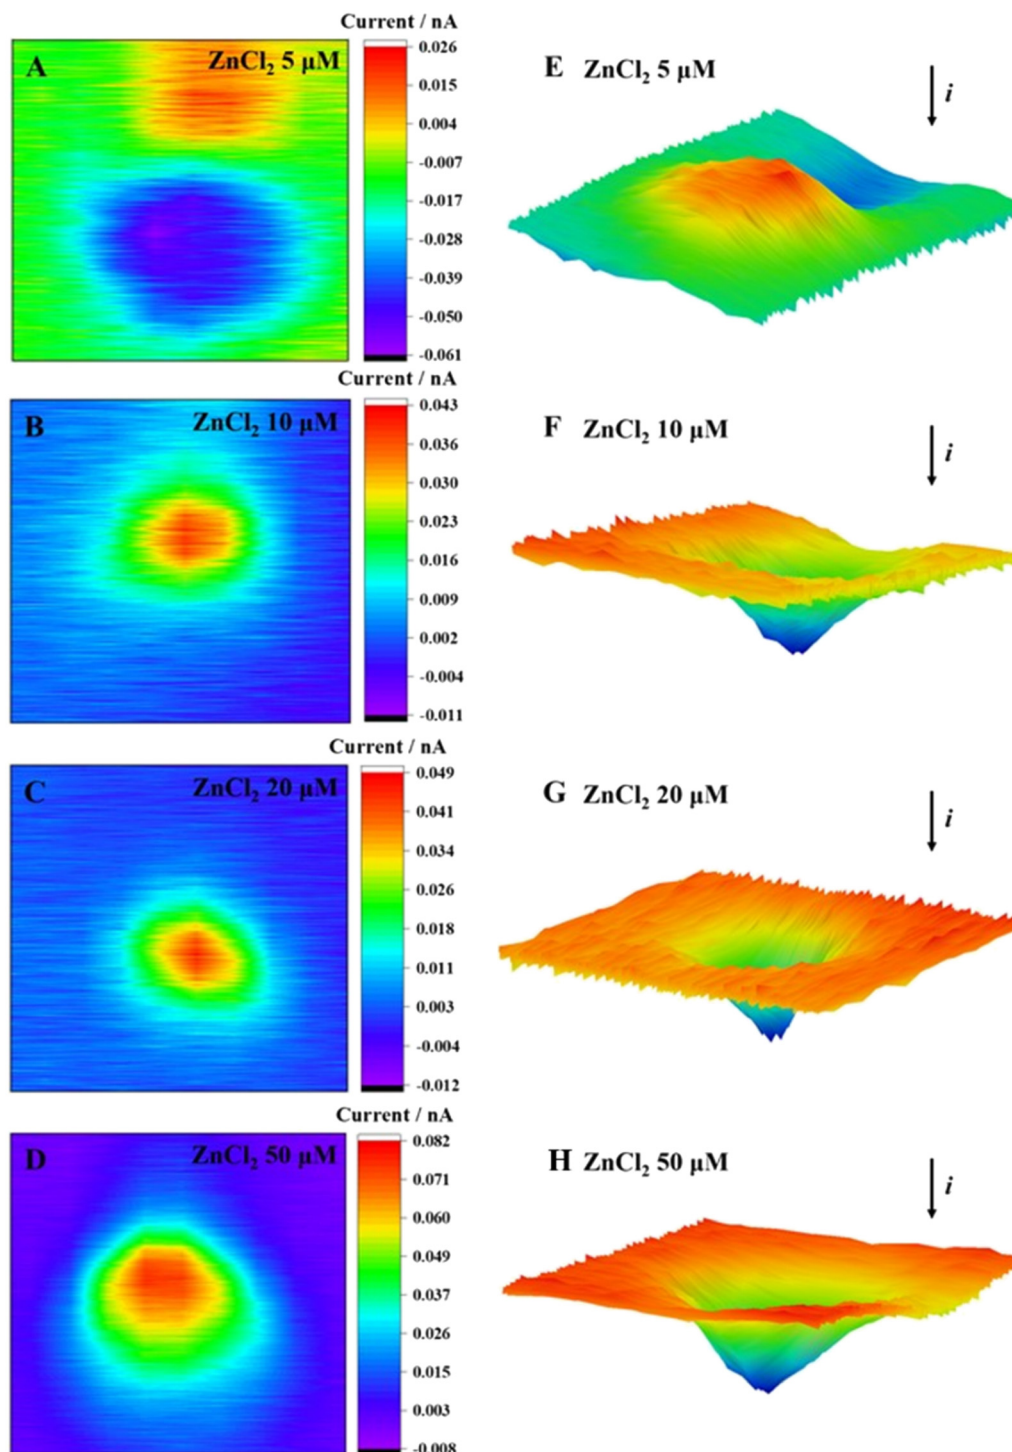 Current / nA
A ZnCl₂ 5 μM
0.026
0.015
0.004
-0.007
-0.017
-0.028
-0.039
-0.050
-0.061
E ZnCl₂ 5 μM
i
Current / nA
B ZnCl₂ 10 μM
0.043
0.036
0.030
0.023
0.016
0.009
0.002
-0.004
-0.011
F ZnCl₂ 10 μM
i
Current / nA
C ZnCl₂ 20 μM
0.049
0.041
0.034
0.026
0.018
0.011
0.003
-0.004
-0.012
G ZnCl₂ 20 μM
i
Current / nA
D ZnCl₂ 50 μM
0.082
0.071
0.060
0.049
0.037
0.026
0.015
0.003
-0.008
H ZnCl₂ 50 μM
i